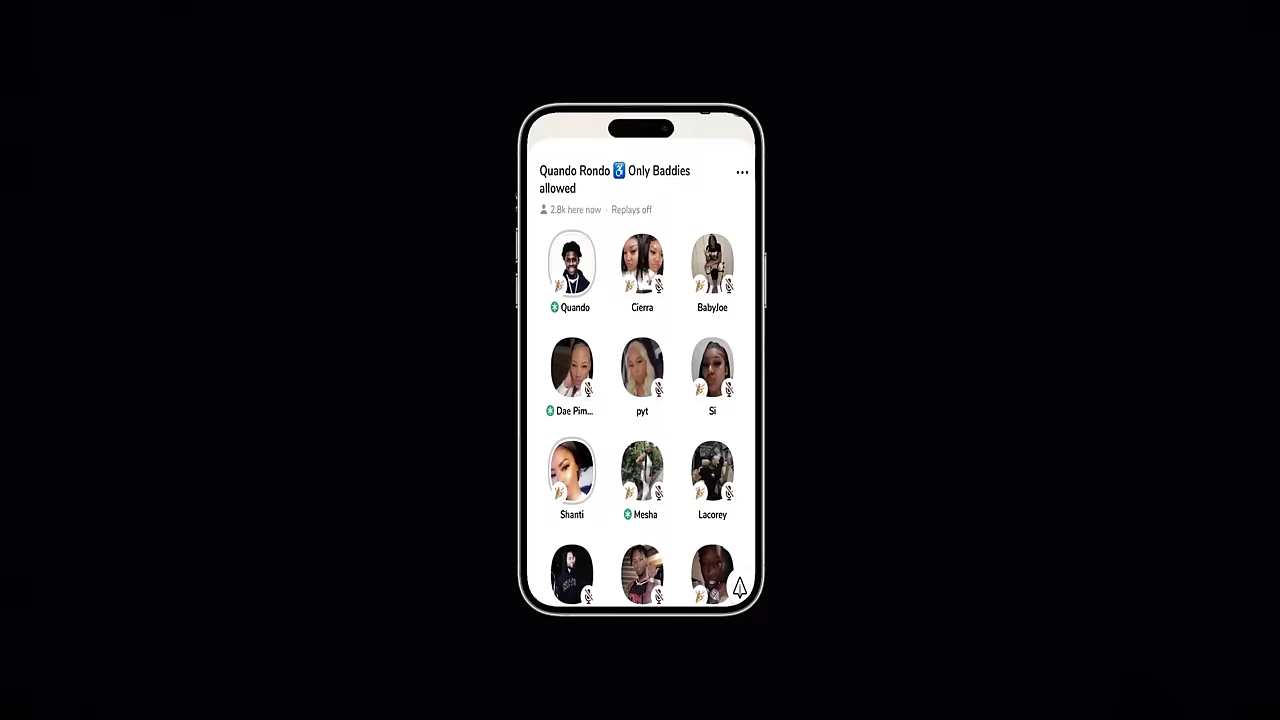 Quando Rondo ♿ Only Baddies
allowed
2.8k here now · Replays off
Quando
Cierra
BabyJoe
Dae Pim...
pyt
Si
Shanti
Mesha
Lacorey